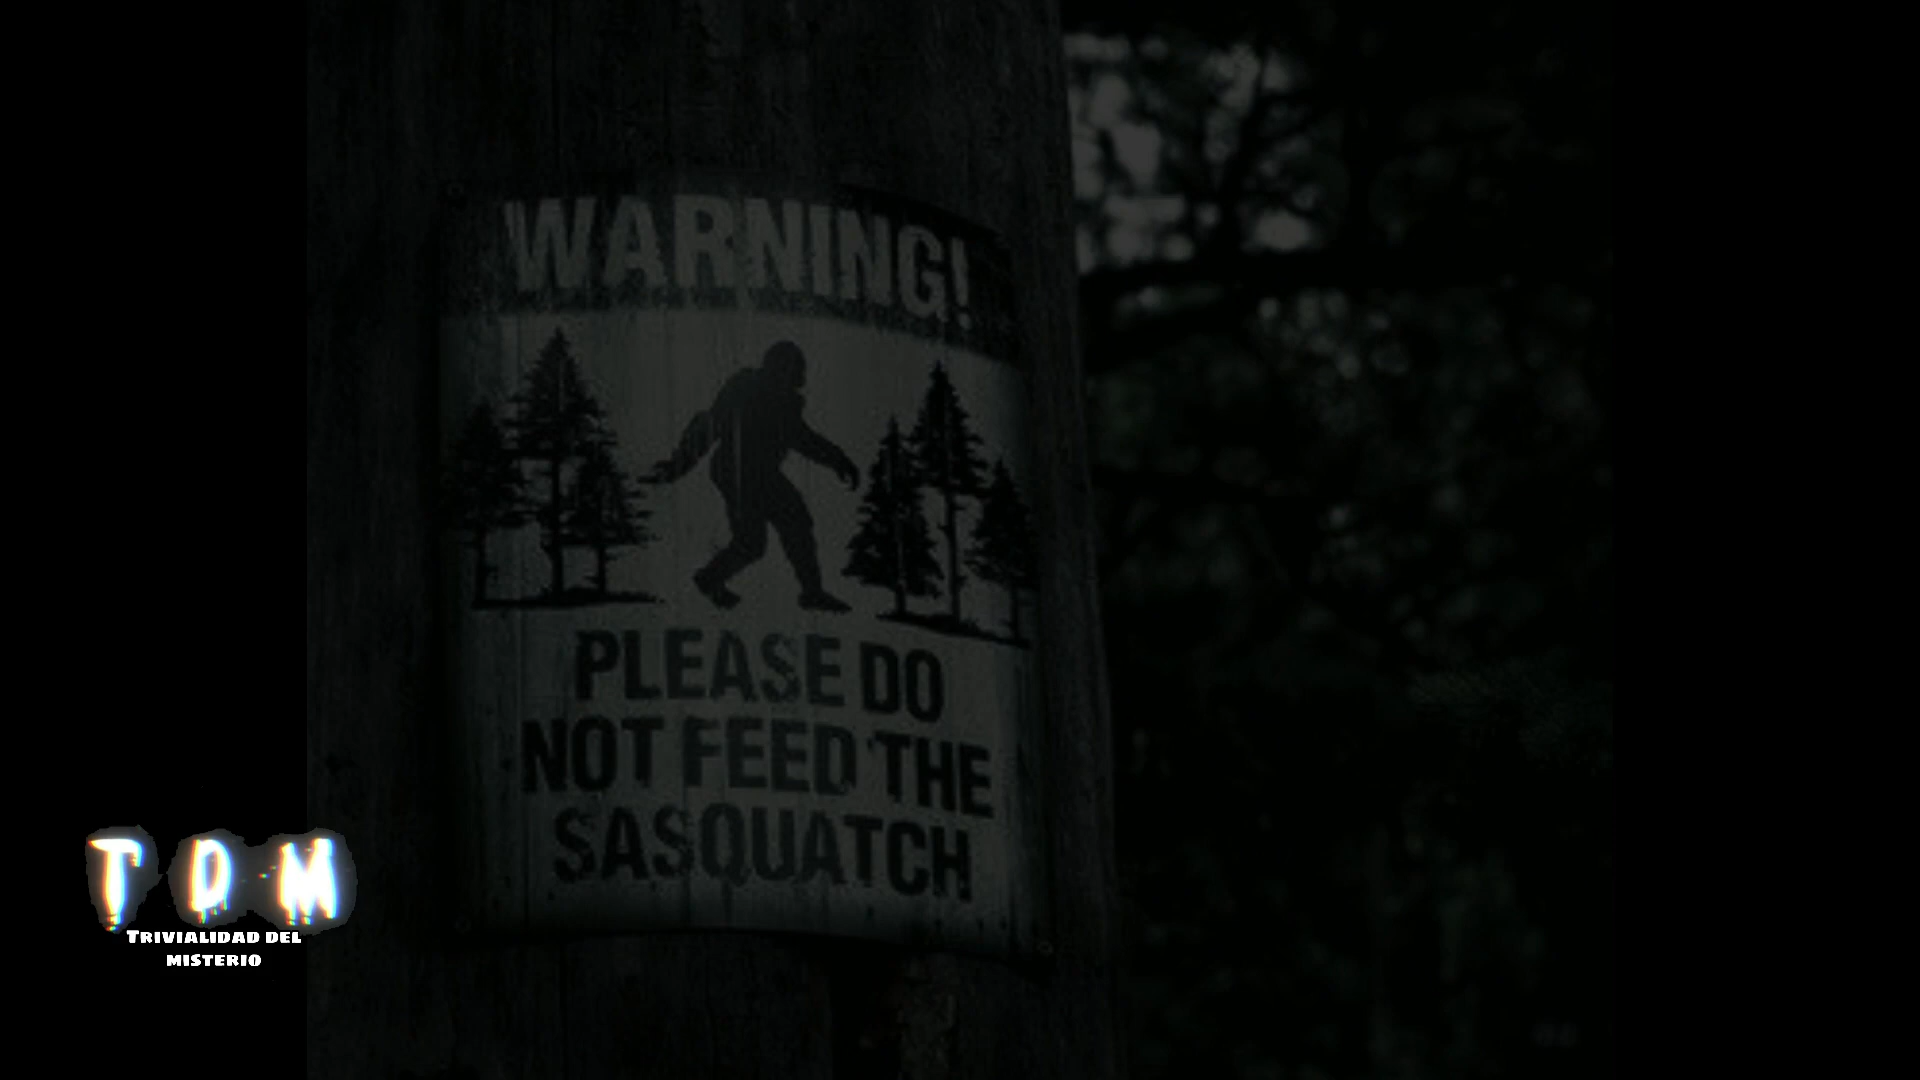 WARNING!
PLEASE DO
NOT FEED THE
SASQUATCH
TDM
TRIVIALIDAD DEL
MISTERIO